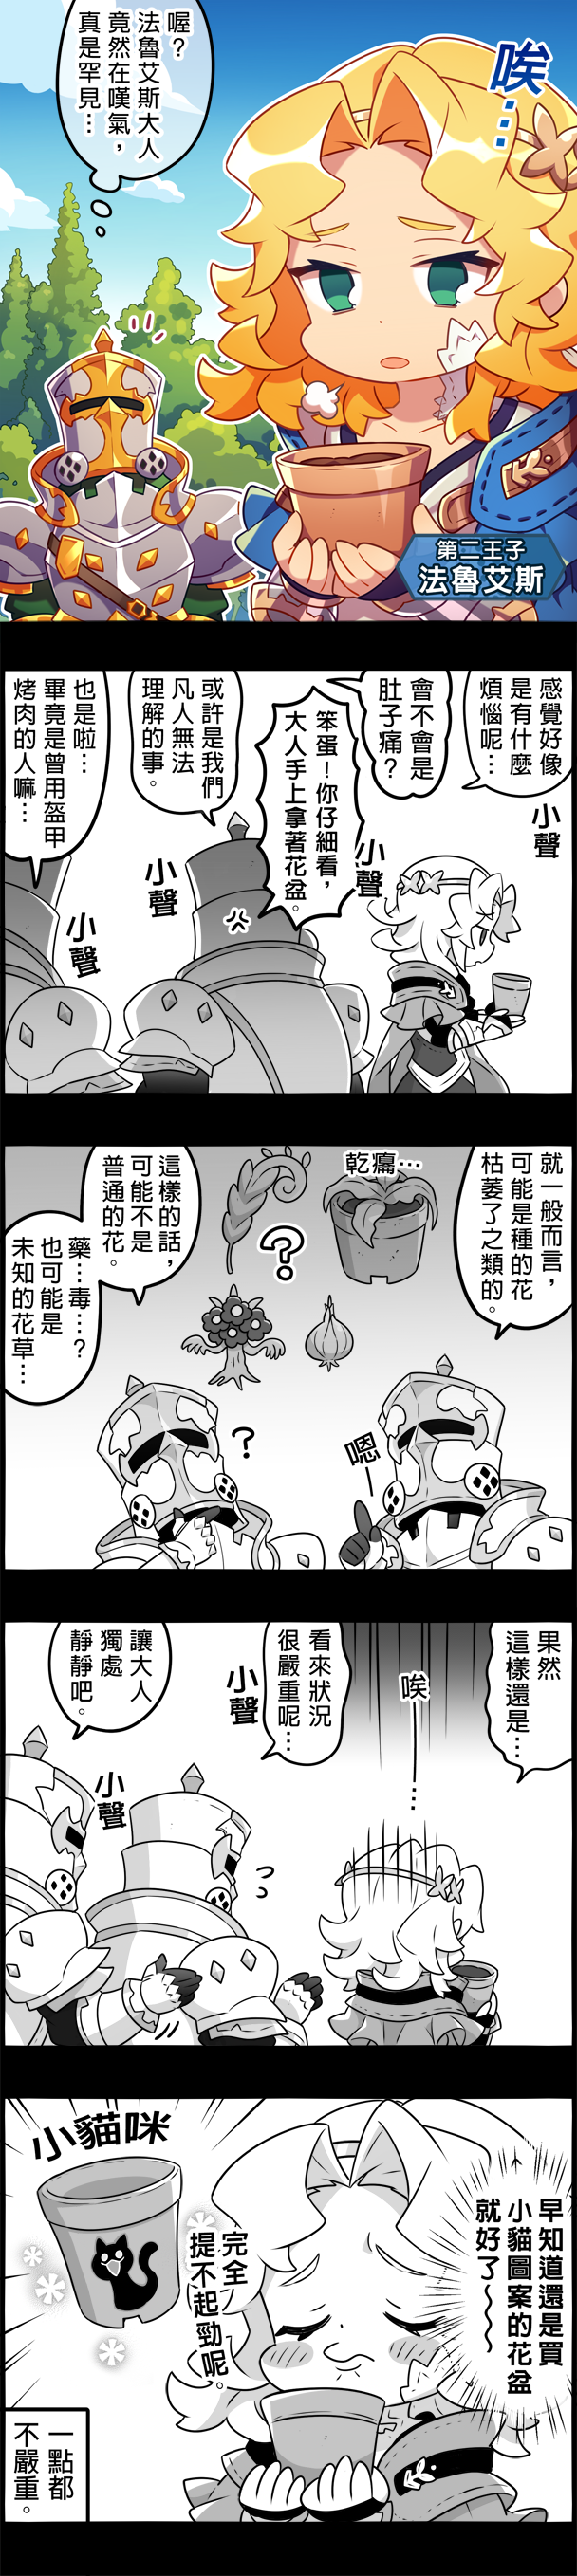 唉…
喔？
法魯艾斯大人
竟然在嘆氣，
真是罕見…
第二王子
法魯艾斯
感覺好像
是有什麼
煩惱呢…
小聲
會不會是
肚子痛？
小聲
笨蛋！你仔細看，
大人手上拿著花盆。
或許是我們
凡人無法
理解的事。
小聲
也是啦…
畢竟是曾用盔甲
烤肉的人嘛…
小聲
就一般而言，
可能是種的花
枯萎了之類的。
乾癟…
？
這樣的話，
可能不是
普通的花。
藥…毒…？
也可能是
未知的花草…
嗯—
？
果然
這樣還是…
唉———…
看來狀況
很嚴重呢…
小聲
讓大人
獨處
靜靜吧。
小聲
早知道還是買
小貓圖案的花盆
就好了～～
小貓咪
完全
提不起勁呢。
一點都
不嚴重。